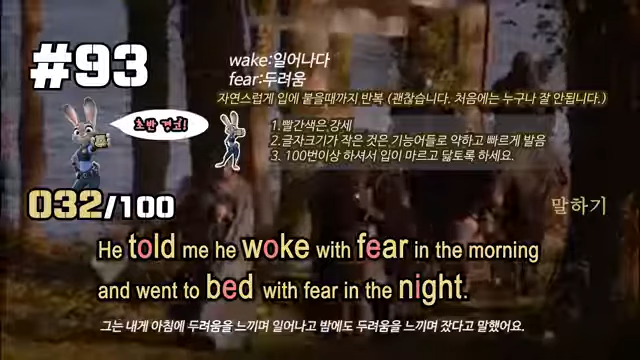 #93
wake:일어나다
fear:두려움
자연스럽게 입에 붙을때까지 반복 (괜찮습니다. 처음에는 누구나 잘 안됩니다.)
초반 경고!
1.빨간색은 강세
2.글자크기가 작은 것은 기능어들로 약하고 빠르게 발음
3. 100번이상 하셔서 입이 마르고 닳토록 하세요.
032/100
말하기
He told me he woke with fear in the morning
and went to bed with fear in the night.
그는 내게 아침에 두려움을 느끼며 일어나고 밤에도 두려움을 느끼며 잤다고 말했어요.